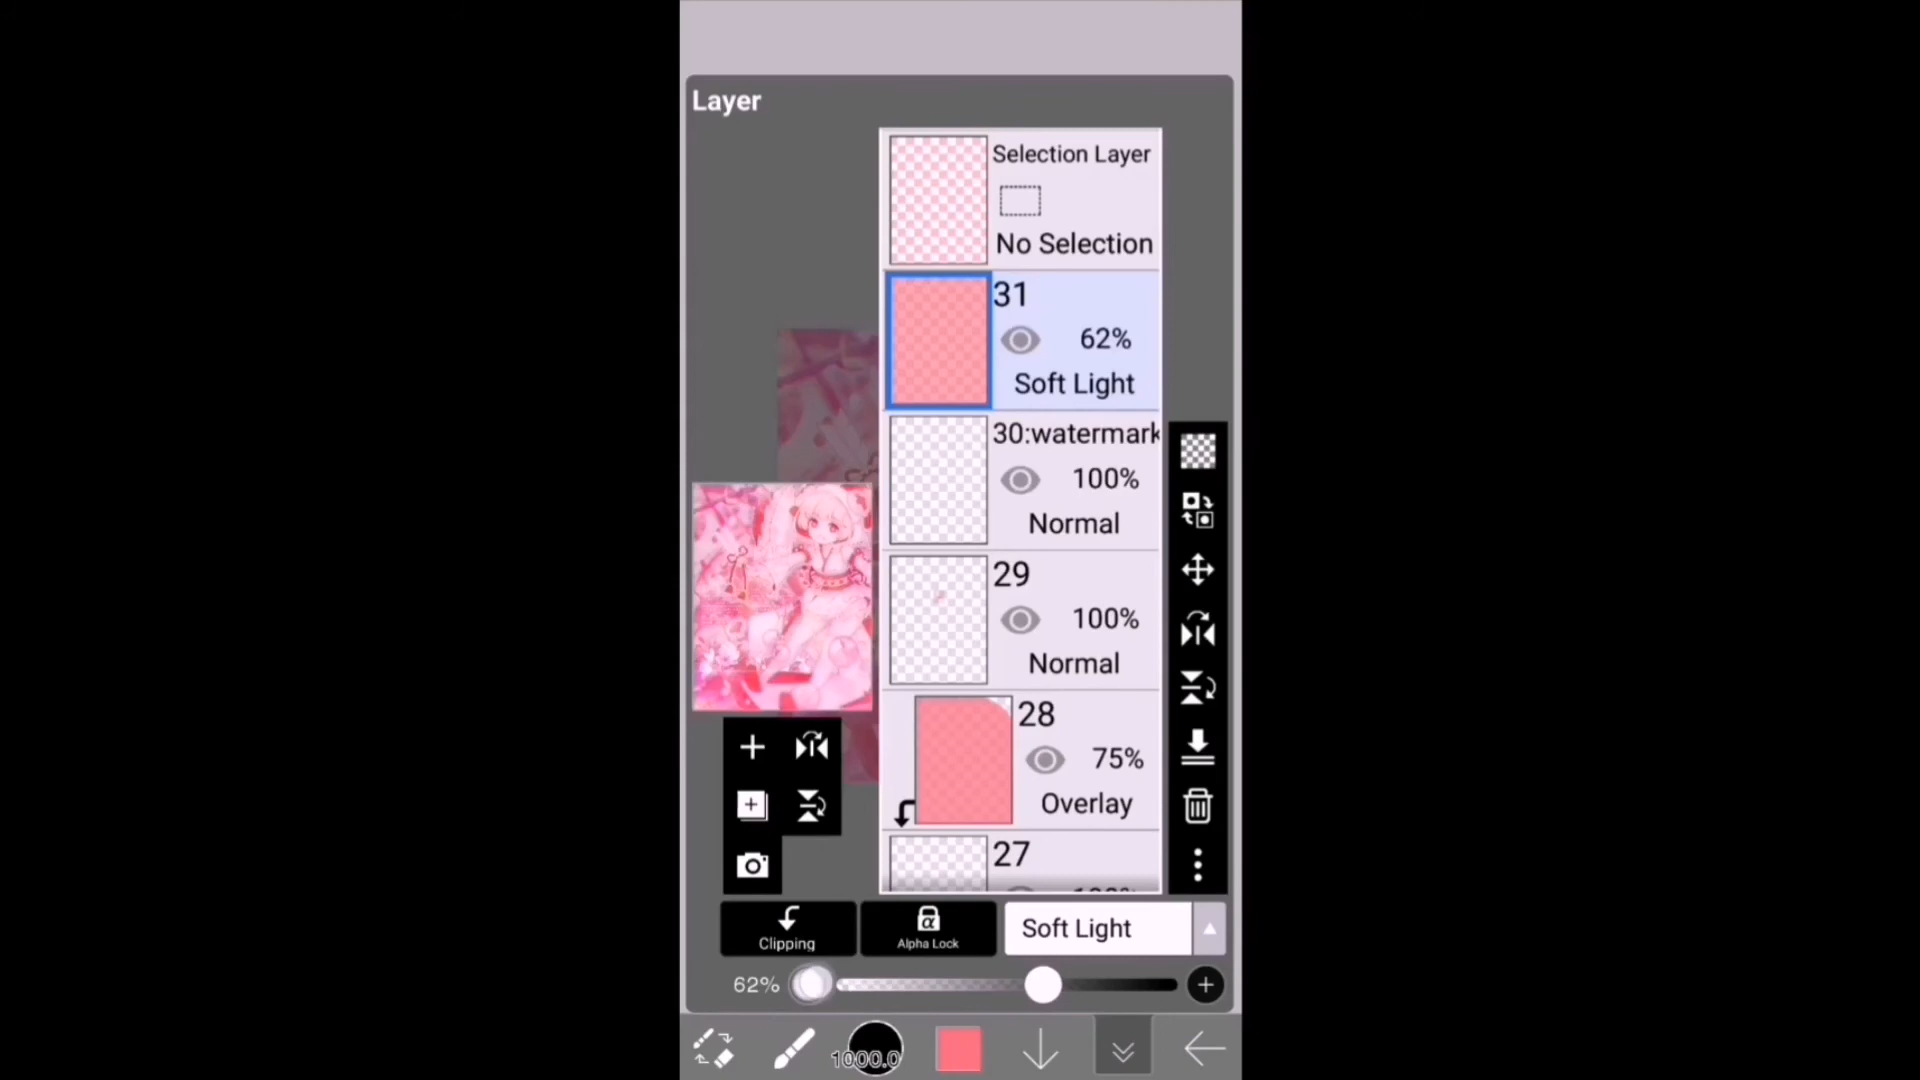 Layer
Selection Layer
No Selection
31
62%
Soft Light
30:watermark
100%
Normal
29
100%
Normal
28
75%
Overlay
27
Clipping
α
Alpha Lock
Soft Light
62%
1000.0